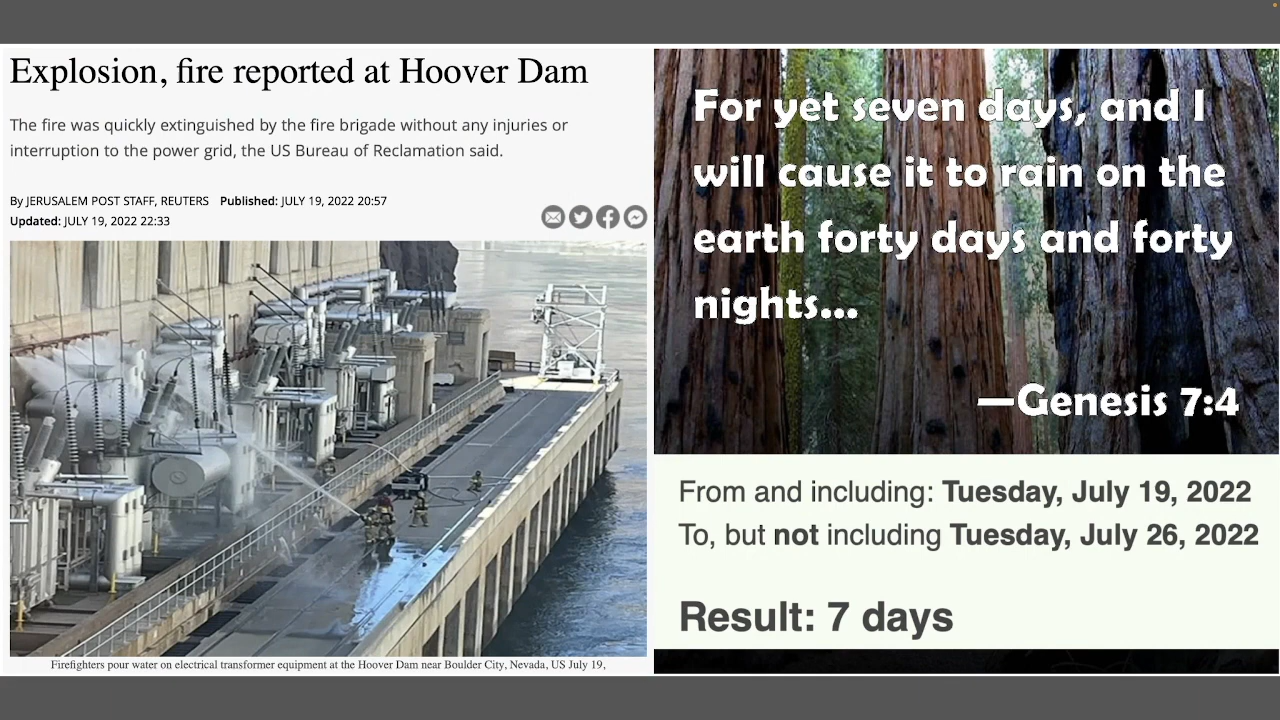 Explosion, fire reported at Hoover Dam
The fire was quickly extinguished by the fire brigade without any injuries or
interruption to the power grid, the US Bureau of Reclamation said.
By JERUSALEM POST STAFF, REUTERS Published: JULY 19, 2022 20:57
Updated: JULY 19, 2022 22:33
Firefighters pour water on electrical transformer equipment at the Hoover Dam near Boulder City, Nevada, US July 19,
For yet seven days, and I
will cause it to rain on the
earth forty days and forty
nights...
—Genesis 7:4
From and including: Tuesday, July 19, 2022
To, but not including Tuesday, July 26, 2022
Result: 7 days